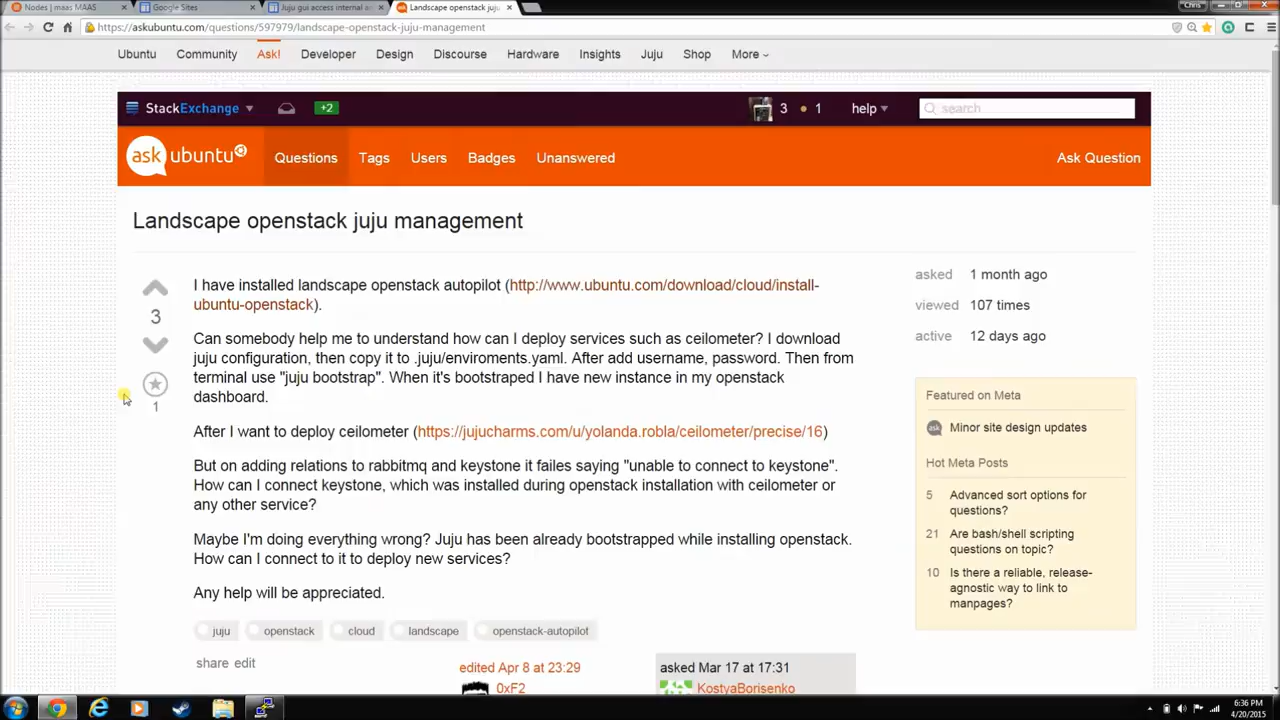 Nodes | maas MAAS
Google Sites
Juju gui access internal a
Landscape openstack juju
Chris
https://askubuntu.com/questions/597979/landscape-openstack-juju-management
Ubuntu Community Ask! Developer Design Discourse Hardware Insights Juju Shop More
StackExchange +2 3 1 help search
ask ubuntu Questions Tags Users Badges Unanswered Ask Question
Landscape openstack juju management
I have installed landscape openstack autopilot (http://www.ubuntu.com/download/cloud/install-
ubuntu-openstack).
3
Can somebody help me to understand how can I deploy services such as ceilometer? I download
juju configuration, then copy it to .juju/enviroments.yaml. After add username, password. Then from
terminal use "juju bootstrap". When it's bootstraped I have new instance in my openstack
dashboard.
1
After I want to deploy ceilometer (https://jujucharms.com/u/yolanda.robla/ceilometer/precise/16)
But on adding relations to rabbitmq and keystone it failes saying "unable to connect to keystone".
How can I connect keystone, which was installed during openstack installation with ceilometer or
any other service?
Maybe I'm doing everything wrong? Juju has been already bootstrapped while installing openstack.
How can I connect to it to deploy new services?
Any help will be appreciated.
juju openstack cloud landscape openstack-autopilot
share edit
edited Apr 8 at 23:29
0xF2
asked Mar 17 at 17:31
KostyaBorisenko
asked 1 month ago
viewed 107 times
active 12 days ago
Featured on Meta
ask Minor site design updates
Hot Meta Posts
5 Advanced sort options for
questions?
21 Are bash/shell scripting
questions on topic?
10 Is there a reliable, release-
agnostic way to link to
manpages?
6:36 PM
4/20/2015